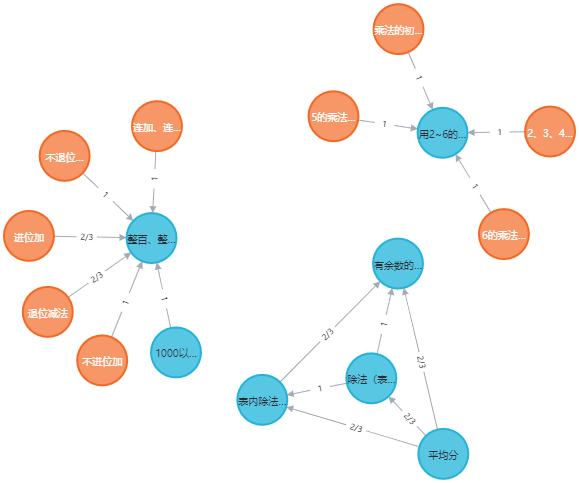 乘法的初…
1
5的乘法…
1
用2~6的…
1
2、3、4…
1
6的乘法…
连加、连…
1
不退位…
1
进位加
2/3
整百、整…
2/3
退位减法
1
不进位加
1
1000以…
有余数的…
2/3
1
2/3
表内除法…
1
除法（表…
2/3
2/3
平均分